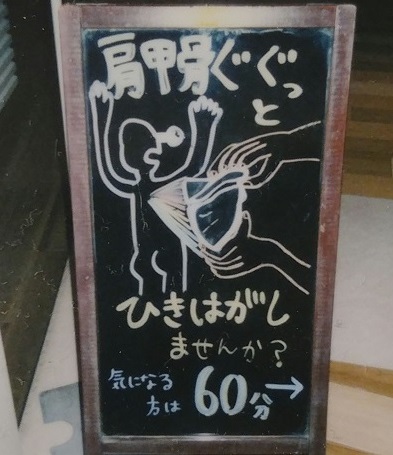 肩甲骨ぐぐっと
ひきはがし
ませんか?
気になる
方は
60分→